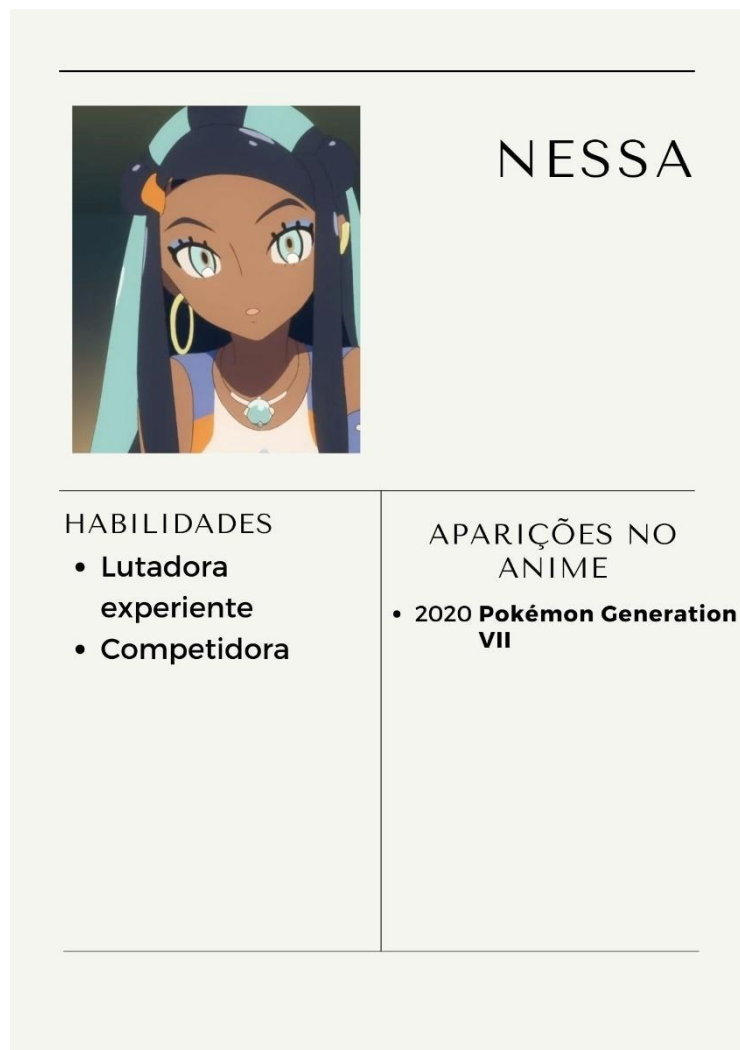 NESSA
HABILIDADES
• Lutadora
experiente
• Competidora
APARIÇÕES NO
ANIME
• 2020 Pokémon Generation
VII